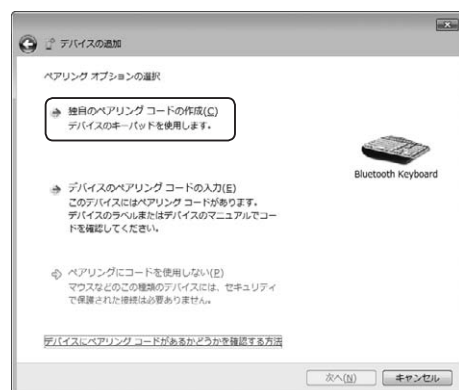 デバイスの追加
ペアリング オプションの選択
独自のペアリング コードの作成(C)
デバイスのキーパッドを使用します。
Bluetooth Keyboard
デバイスのペアリング コードの入力(E)
このデバイスにはペアリング コードがあります。
デバイスのラベルまたはデバイスのマニュアルでコー
ドを確認してください。
ペアリングにコードを使用しない(P)
マウスなどのこの種類のデバイスには、セキュリティ
で保護された接続は必要ありません。
デバイスにペアリング コードがあるかどうかを確認する方法
次へ(N)
キャンセル